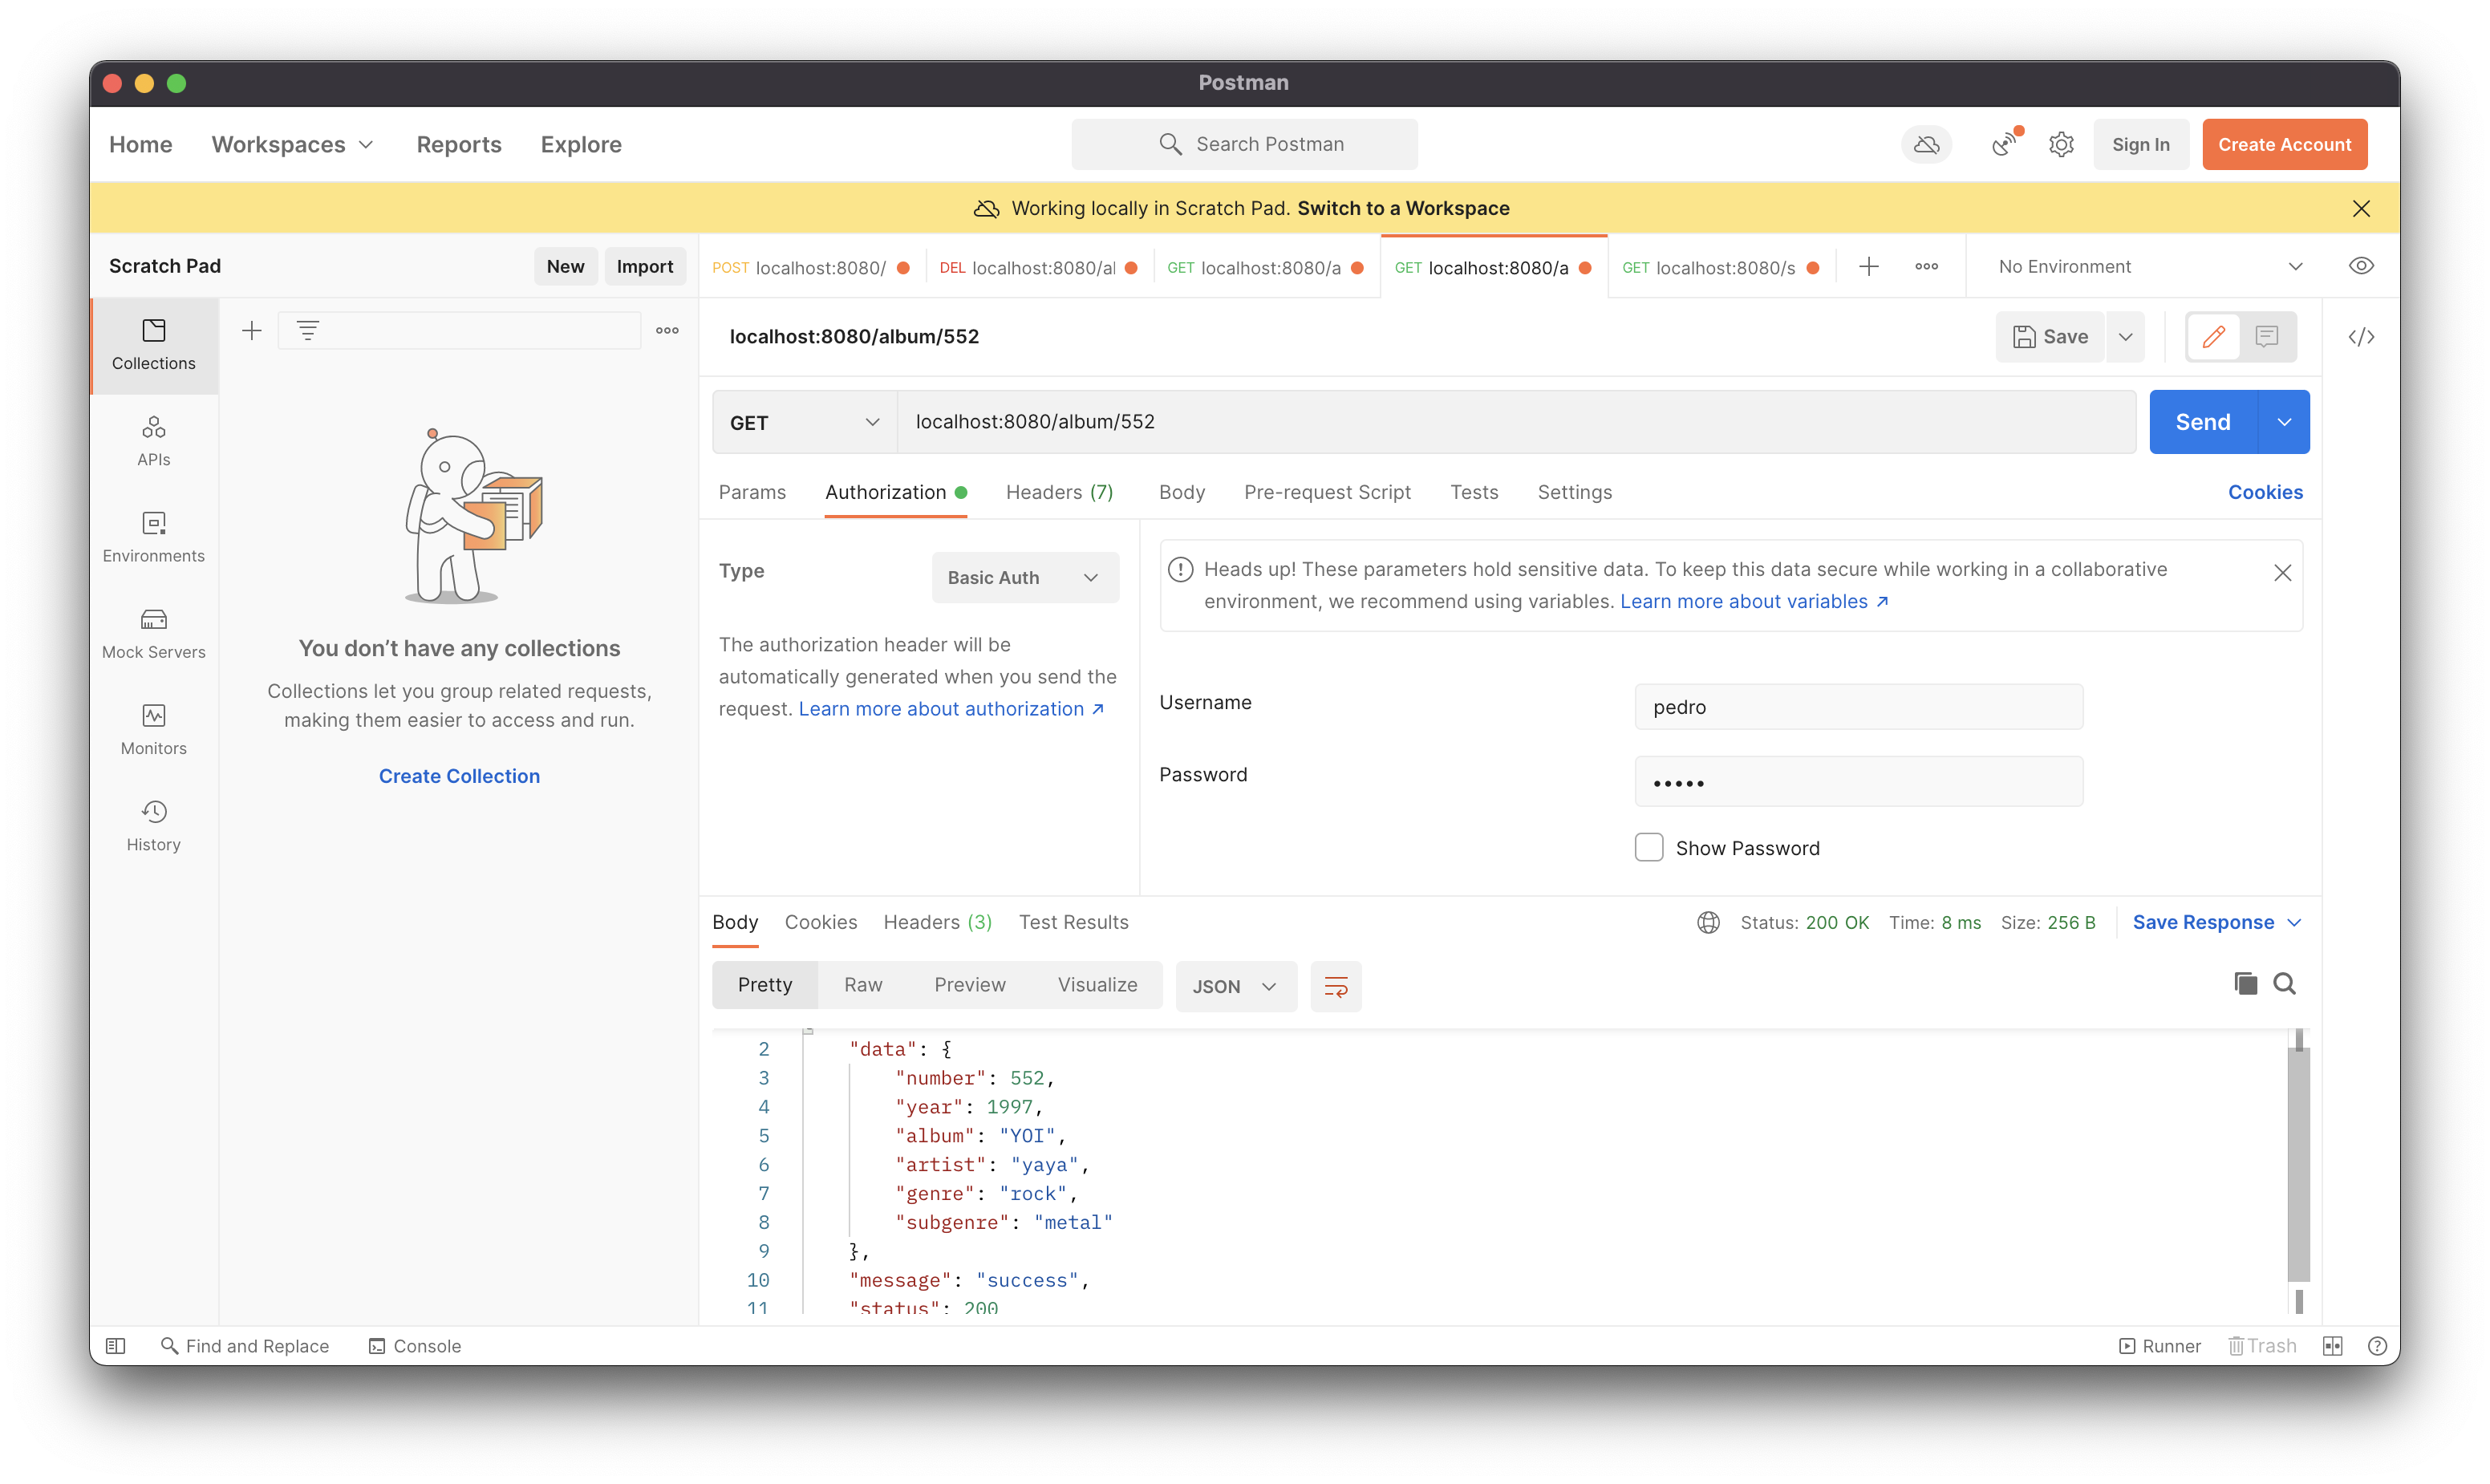 Postman
Home Workspaces Reports Explore Search Postman Sign In Create Account
Working locally in Scratch Pad. Switch to a Workspace
Scratch Pad New Import
POST localhost:8080/ DEL localhost:8080/al GET localhost:8080/a GET localhost:8080/a GET localhost:8080/s No Environment
Collections
APIs
Environments
Mock Servers
Monitors
History
You don’t have any collections
Collections let you group related requests,
making them easier to access and run.
Create Collection
localhost:8080/album/552 Save
GET localhost:8080/album/552 Send
Params Authorization Headers (7) Body Pre-request Script Tests Settings Cookies
Type Basic Auth
The authorization header will be
automatically generated when you send the
request. Learn more about authorization
Heads up! These parameters hold sensitive data. To keep this data secure while working in a collaborative
environment, we recommend using variables. Learn more about variables
Username pedro
Password •••••
Show Password
Body Cookies Headers (3) Test Results Status: 200 OK Time: 8 ms Size: 256 B Save Response
Pretty Raw Preview Visualize JSON
2 "data": {
3 "number": 552,
4 "year": 1997,
5 "album": "YOI",
6 "artist": "yaya",
7 "genre": "rock",
8 "subgenre": "metal"
9 },
10 "message": "success",
11 "status": 200
Find and Replace Console Runner Trash